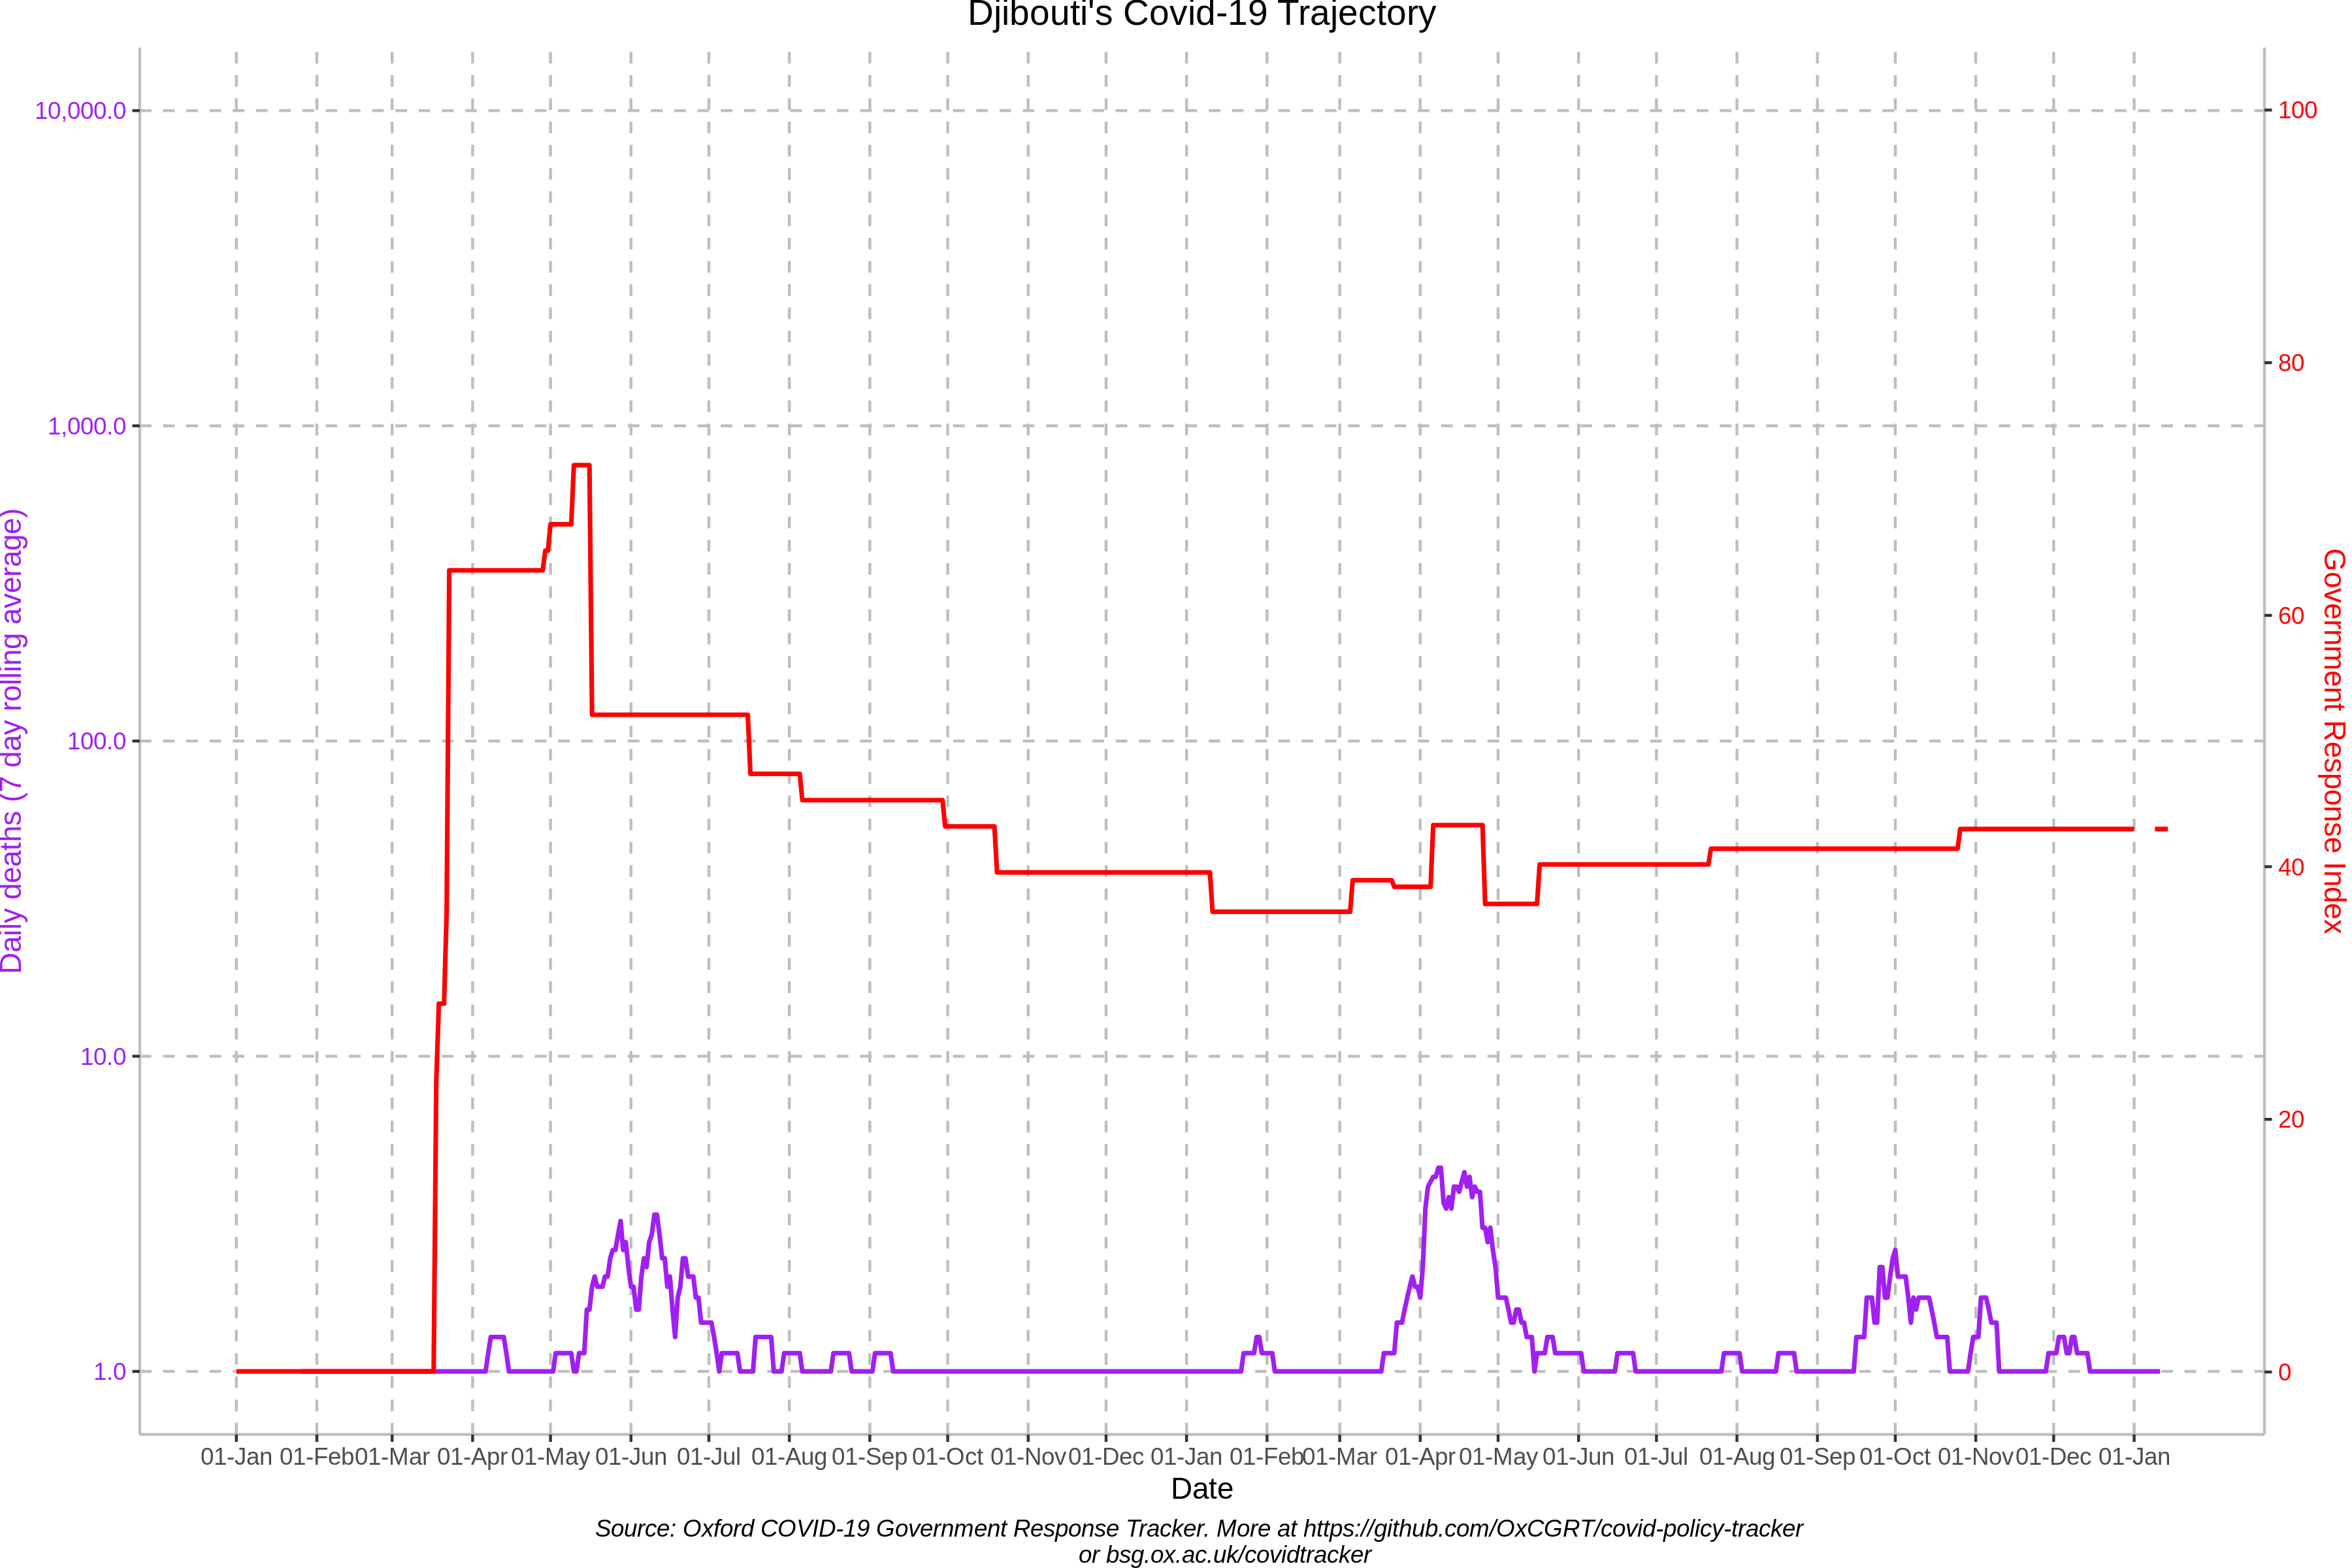 Djibouti's Covid-19 Trajectory
10,000.0
1,000.0
100.0
10.0
1.0
Daily deaths (7 day rolling average)
100
80
60
40
20
0
Government Response Index
01-Jan 01-Feb 01-Mar 01-Apr 01-May 01-Jun 01-Jul 01-Aug 01-Sep 01-Oct 01-Nov 01-Dec 01-Jan 01-Feb 01-Mar 01-Apr 01-May 01-Jun 01-Jul 01-Aug 01-Sep 01-Oct 01-Nov 01-Dec 01-Jan
Date
Source: Oxford COVID-19 Government Response Tracker. More at https://github.com/OxCGRT/covid-policy-tracker
or bsg.ox.ac.uk/covidtracker